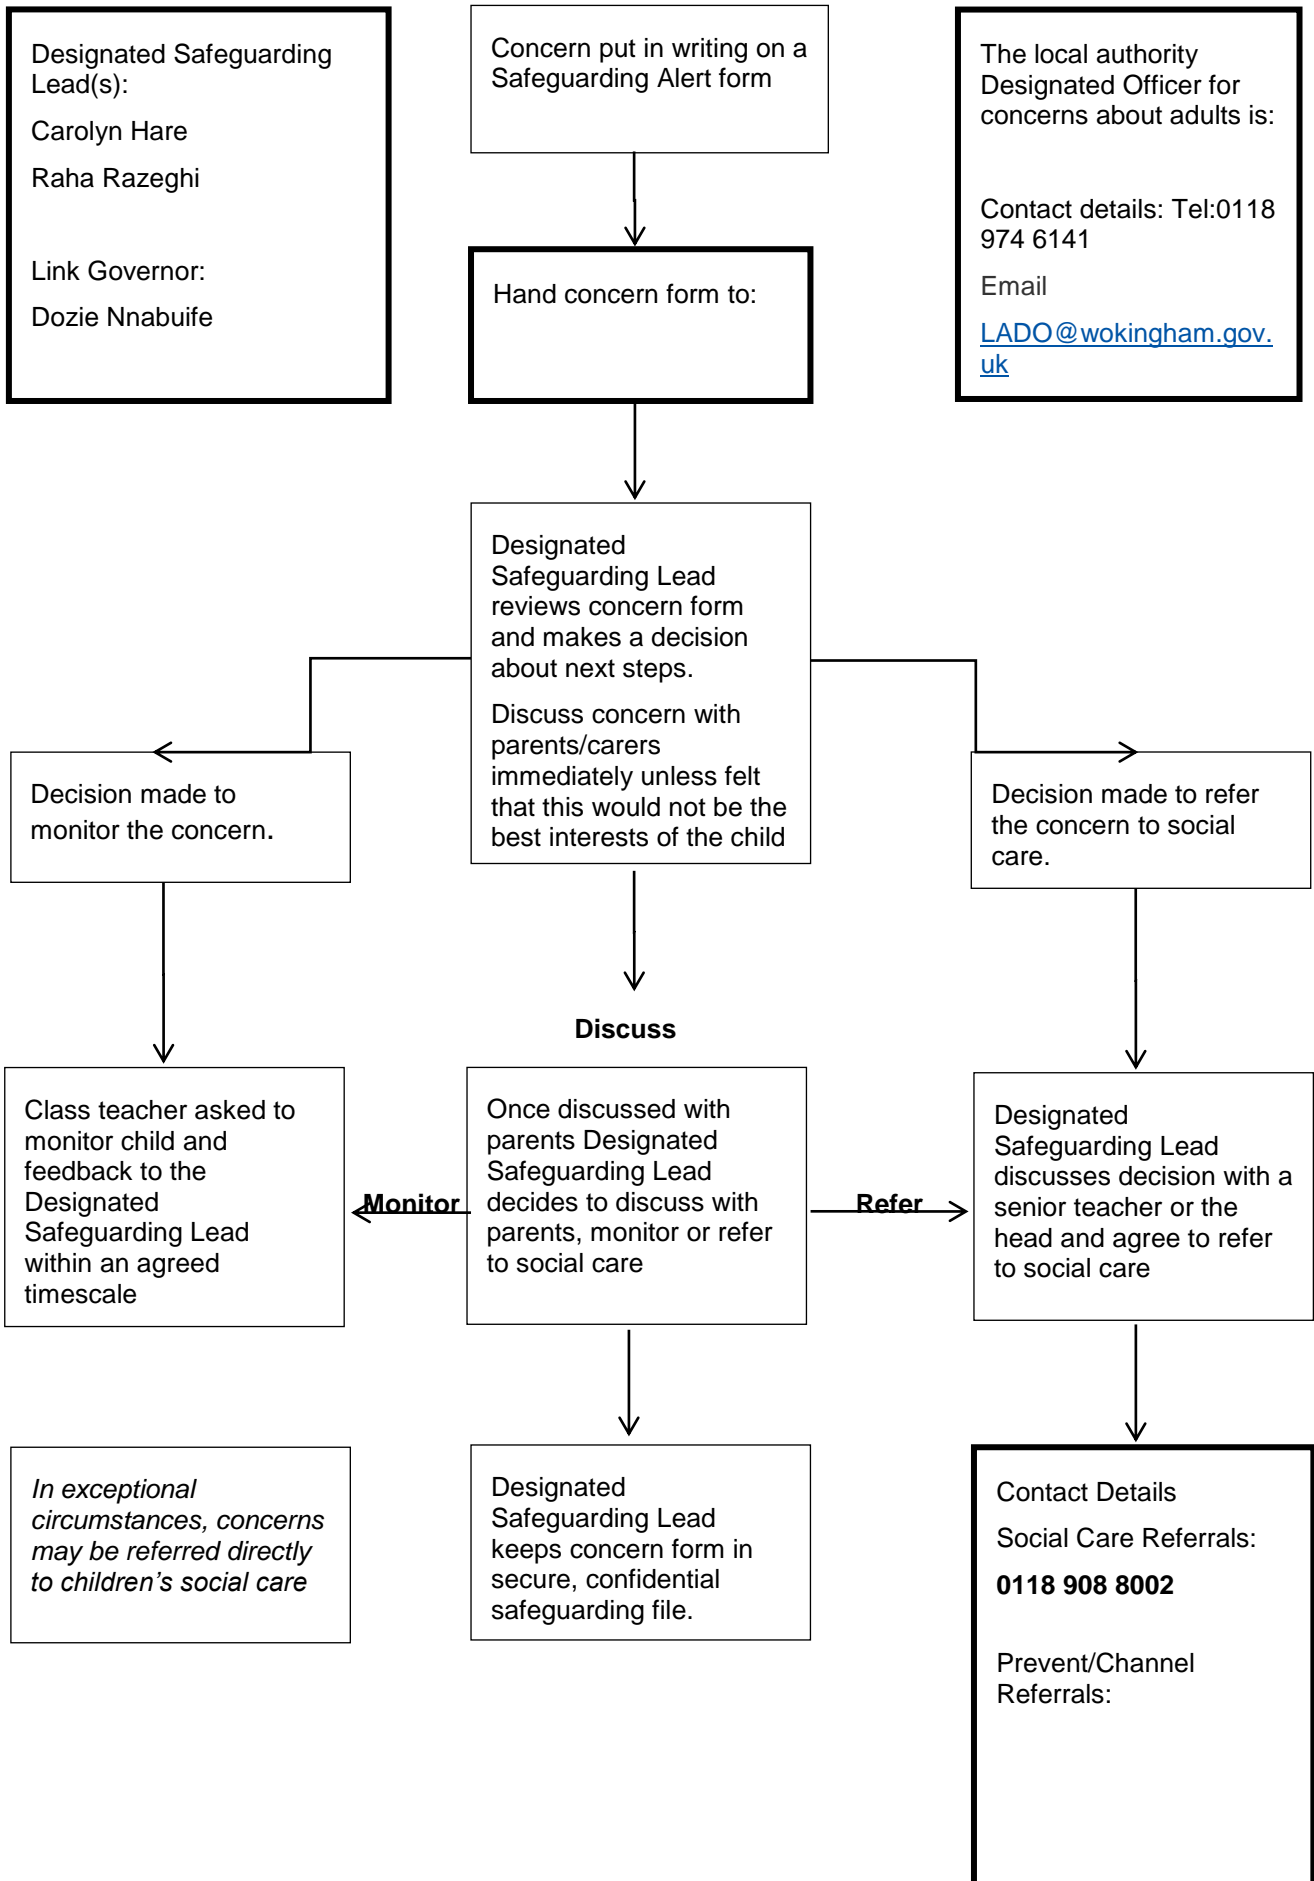 Designated Safeguarding
Lead(s):
Carolyn Hare
Raha Razeghi
Link Governor:
Dozie Nnabuife
Concern put in writing on a
Safeguarding Alert form
The local authority
Designated Officer for
concerns about adults is:
Contact details: Tel:0118
974 6141
Email
LADO@wokingham.gov.
uk
Hand concern form to:
Designated
Safeguarding Lead
reviews concern form
and makes a decision
about next steps.
Discuss concern with
parents/carers
immediately unless felt
that this would not be the
best interests of the child
Decision made to
monitor the concern.
Decision made to refer
the concern to social
care.
Discuss
Class teacher asked to
monitor child and
feedback to the
Designated
Safeguarding Lead
within an agreed
timescale
Monitor
Once discussed with
parents Designated
Safeguarding Lead
decides to discuss with
parents, monitor or refer
to social care
Refer
Designated
Safeguarding Lead
discusses decision with a
senior teacher or the
head and agree to refer
to social care
In exceptional
circumstances, concerns
may be referred directly
to children’s social care
Designated
Safeguarding Lead
keeps concern form in
secure, confidential
safeguarding file.
Contact Details
Social Care Referrals:
0118 908 8002
Prevent/Channel
Referrals: